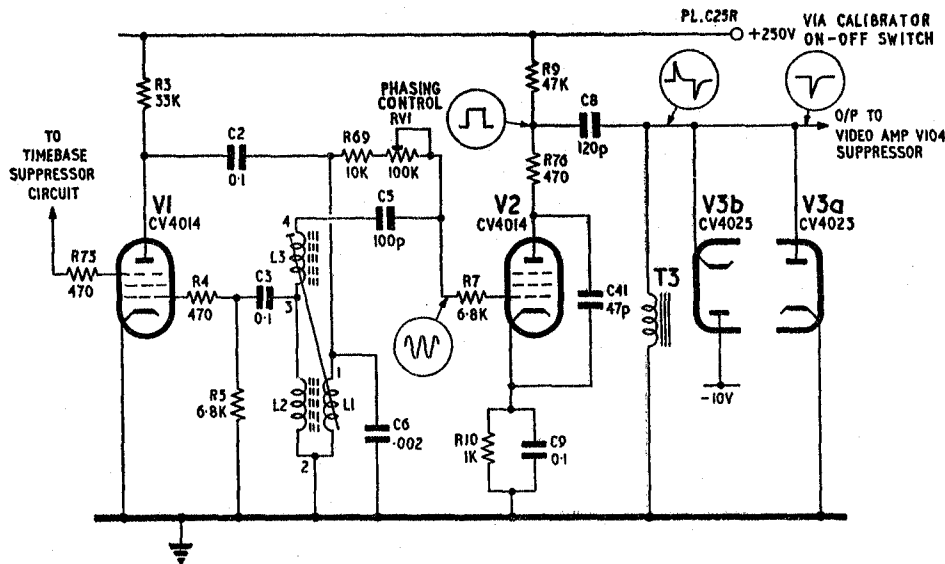 PL.C25R
+250V
VIA CALIBRATOR
ON-OFF SWITCH
R3
33K
R9
47K
PHASING
CONTROL
RV1
100K
R69
10K
C2
0.1
C8
120p
O/P TO
VIDEO AMP V104
SUPPRESSOR
TO
TIMEBASE
SUPPRESSOR
CIRCUIT
V1
CV4014
C5
100p
R76
470
V2
CV4014
V3b
CV4025
V3a
CV4025
4
L3
R73
470
R4
470
C3
0.1
3
R7
6.8K
C41
47p
T3
R5
6.8K
L2
1
L1
2
C6
.002
-10V
R10
1K
C9
0.1